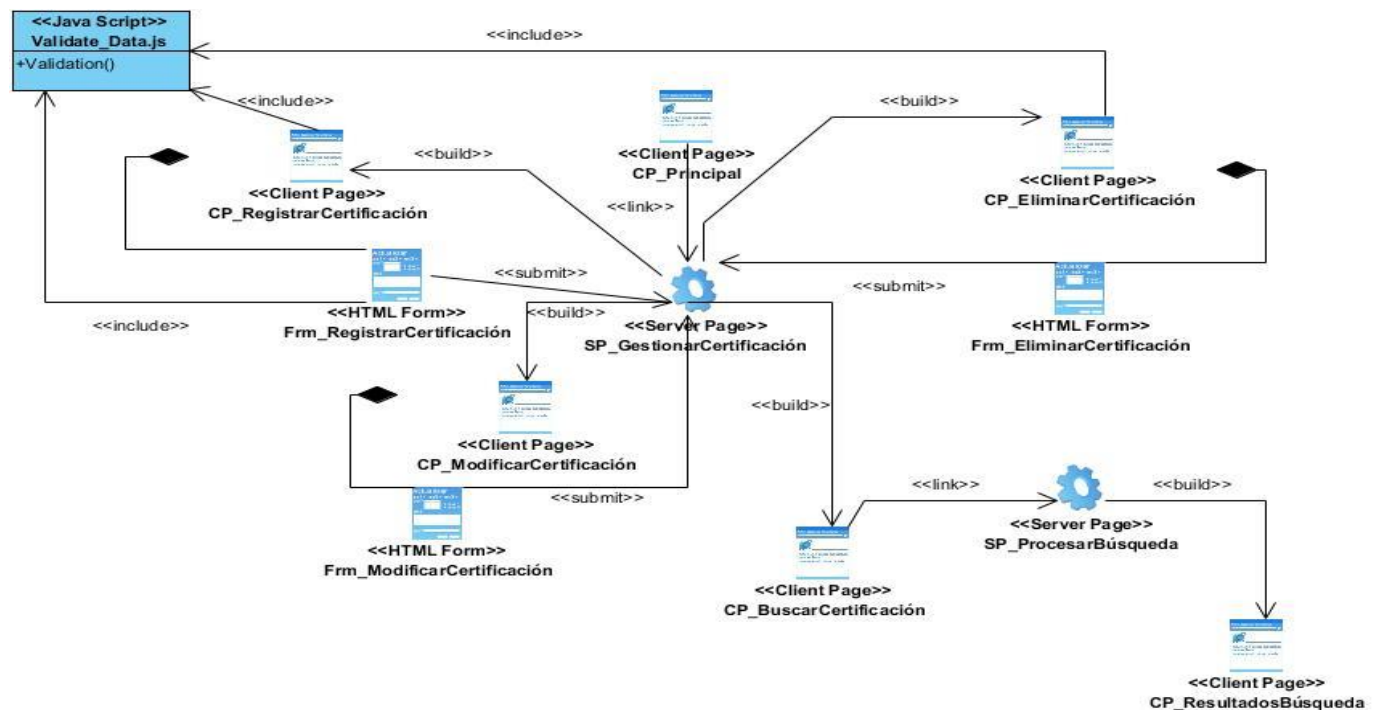 <<Java Script>>
Validate_Data.js
+Validation()
<<include>>
<<include>>
<<build>>
<<build>>
<<Client Page>>
CP_Principal
<<Client Page>>
CP_RegistrarCertificación
<<Client Page>>
CP_EliminarCertificación
<<link>>
<<submit>>
<<submit>>
<<include>>
<<HTML Form>>
Frm_RegistrarCertificación
<<build>>
<<Server Page>>
SP_GestionarCertificación
<<HTML Form>>
Frm_EliminarCertificación
<<build>>
<<Client Page>>
CP_ModificarCertificación
<<submit>>
<<link>>
<<build>>
<<Server Page>>
SP_ProcesarBúsqueda
<<HTML Form>>
Frm_ModificarCertificación
<<Client Page>>
CP_BuscarCertificación
<<Client Page>>
CP_ResultadosBúsqueda